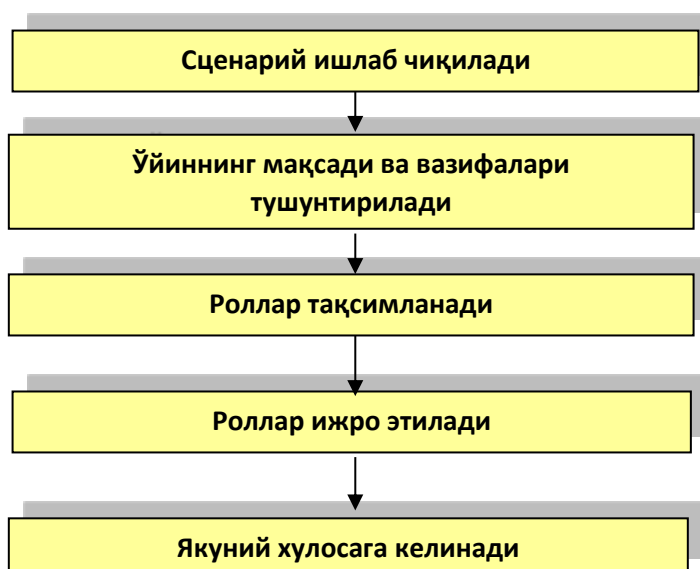 Сценарий ишлаб чиқилади
Ўйиннинг мақсади ва вазифалари
тушунтирилади
Роллар тақсимланади
Роллар ижро этилади
Якуний хулосага келинади